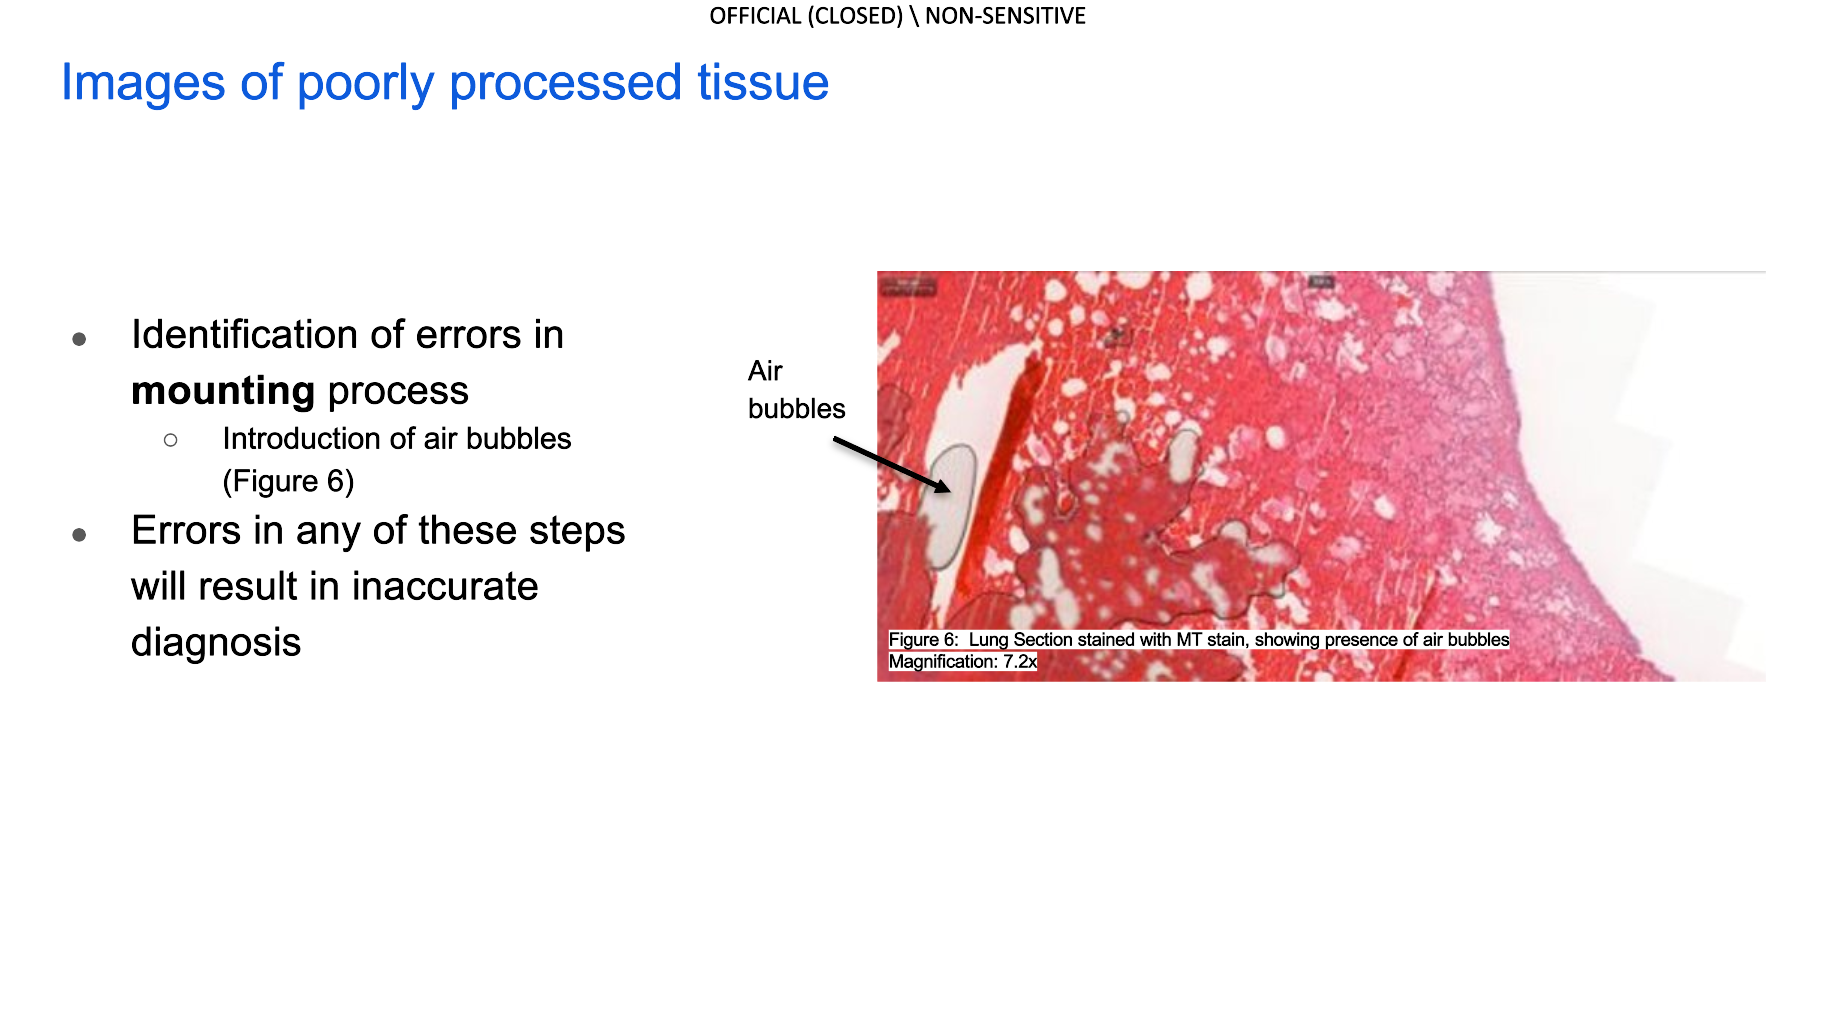 OFFICIAL (CLOSED) \ NON-SENSITIVE
Images of poorly processed tissue
● Identification of errors in
mounting process
○ Introduction of air bubbles
(Figure 6)
● Errors in any of these steps
will result in inaccurate
diagnosis
Air
bubbles
Figure 6:  Lung Section stained with MT stain, showing presence of air bubbles
Magnification: 7.2x